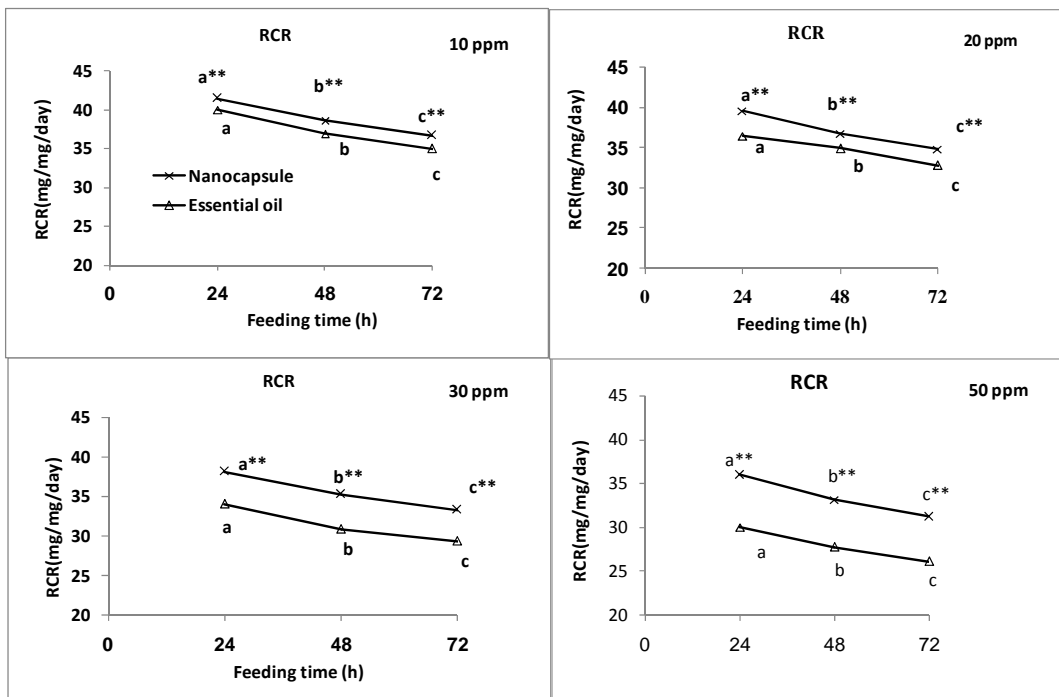 RCR
10 ppm
RCR(mg/mg/day)
45
40
35
30
25
20
a**
b**
c**
a
b
c
Nanocapsule
Essential oil
0
24
48
72
Feeding time (h)
RCR
20 ppm
RCR(mg/mg/day)
45
40
35
30
25
20
a**
b**
c**
a
b
c
0
24
48
72
Feeding time (h)
RCR
30 ppm
RCR(mg/mg/day)
45
40
35
30
25
20
a**
b**
c**
a
b
c
0
24
48
72
Feeding time (h)
RCR
50 ppm
RCR(mg/mg/day)
45
40
35
30
25
20
a**
b**
c**
a
b
c
0
24
48
72